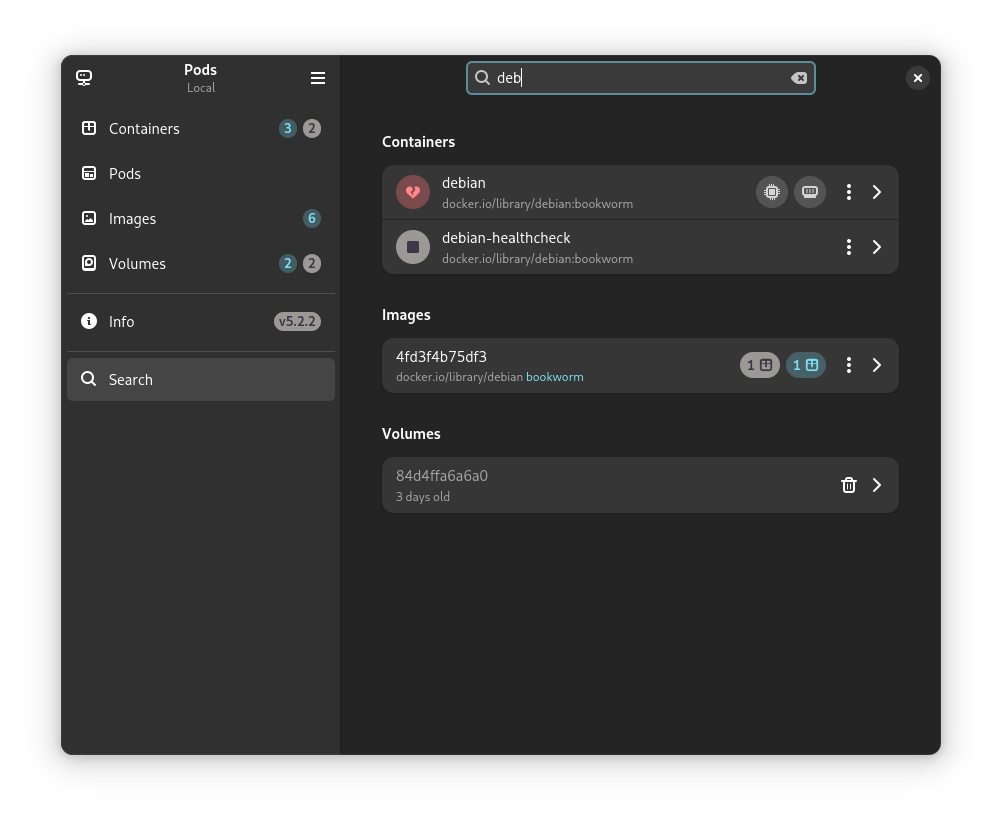 Pods
Local
Containers 3 2
Pods
Images 6
Volumes 2 2
Info v5.2.2
Search
deb
Containers
debian
docker.io/library/debian:bookworm
debian-healthcheck
docker.io/library/debian:bookworm
Images
4fd3f4b75df3
docker.io/library/debian bookworm
1 1
Volumes
84d4ffa6a6a0
3 days old